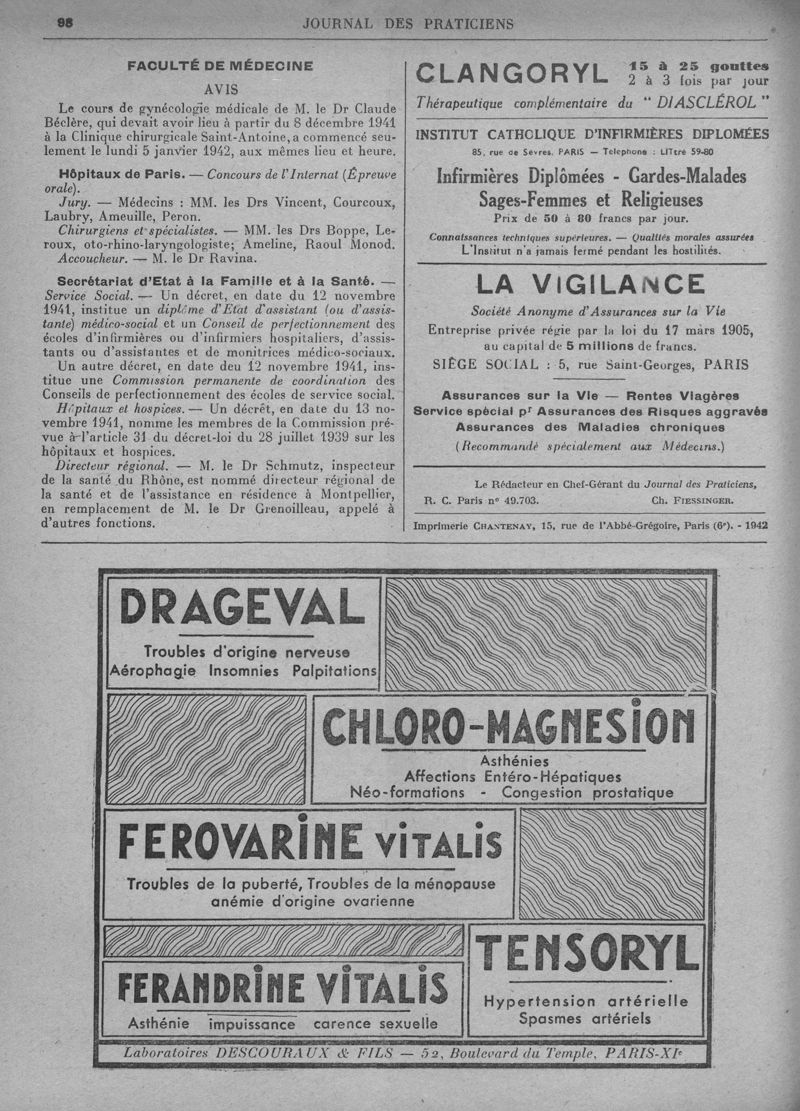 98
JOURNAL DES PRATICIENS
FACULTÉ DE MÉDECINE
AVIS
Le cours de gynécologie médicale de M. le Dr Claude
Béclère, qui devait avoir lieu à partir du 8 décembre 1941
à la Clinique chirurgicale Saint-Antoine, a commencé seu-
lement le lundi 5 janvier 1942, aux mêmes lieu et heure.
Hôpitaux de Paris. — Concours de l'Internat (Épreuve
orale).
Jury. — Médecins : MM. les Drs Vincent, Courcoux,
Laubry, Ameuille, Peron.
Chirurgiens et spécialistes. — MM. les Drs Boppe, Le-
roux, oto-rhino-laryngologiste; Ameline, Raoul Monod.
Accoucheur. — M. le Dr Ravina.
Secrétariat d'Etat à la Famille et à la Santé. —
Service Social. — Un décret, en date du 12 novembre
1941, institue un diplôme d'État d'assistant (ou d'assis-
tante) médico-social et un Conseil de perfectionnement des
écoles d'infirmières ou d'infirmiers hospitaliers, d'assis-
tants ou d'assistantes et de monitrices médico-sociaux.
Un autre décret, en date deu 12 novembre 1941, ins-
titue une Commission permanente de coordination des
Conseils de perfectionnement des écoles de service social.
Hôpitaux et hospices. — Un décrêt, en date du 13 no-
vembre 1941, nomme les membres de la Commission pré-
vue à l'article 31 du décret-loi du 28 juillet 1939 sur les
hôpitaux et hospices.
Directeur régional. — M. le Dr Schmutz, inspecteur
de la santé du Rhône, est nommé directeur régional de
la santé et de l'assistance en résidence à Montpellier,
en remplacement de M. le Dr Grenoilleau, appelé à
d'autres fonctions.
CLANGORYL 15 à 25 gouttes
2 à 3 fois par jour
Thérapeutique complémentaire du " DIASCLÉROL "
INSTITUT CATHOLIQUE D'INFIRMIÈRES DIPLOMÉES
85, rue de Sèvres, PARIS — Téléphone : LITtré 59-80
Infirmières Diplômées - Gardes-Malades
Sages-Femmes et Religieuses
Prix de 50 à 80 francs par jour.
Connaissances techniques supérieures. — Qualités morales assurées
L'Institut n'a jamais fermé pendant les hostilités.
LA VIGILANCE
Société Anonyme d'Assurances sur la Vie
Entreprise privée régie par la loi du 17 mars 1905,
au capital de 5 millions de francs.
SIÈGE SOCIAL : 5, rue Saint-Georges, PARIS
Assurances sur la Vie — Rentes Viagères
Service spécial pr Assurances des Risques aggravés
Assurances des Maladies chroniques
(Recommandé spécialement aux Médecins.)
Le Rédacteur en Chef-Gérant du Journal des Praticiens,
R. C. Paris n° 49.703. Ch. FIESSINGER.
Imprimerie CHANTENAY, 15, rue de l'Abbé-Grégoire, Paris (6e). - 1942
DRAGEVAL
Troubles d'origine nerveuse
Aérophagie Insomnies Palpitations
CHLORO-MAGNESION
Asthénies
Affections Entéro-Hépatiques
Néo-formations - Congestion prostatique
FEROVARINE VITALIS
Troubles de la puberté, Troubles de la ménopause
anémie d'origine ovarienne
FERANDRINE VITALIS
Asthénie impuissance carence sexuelle
TENSORYL
Hypertension artérielle
Spasmes artériels
Laboratoires DESCOURAUX & FILS — 52, Boulevard du Temple, PARIS-XIe